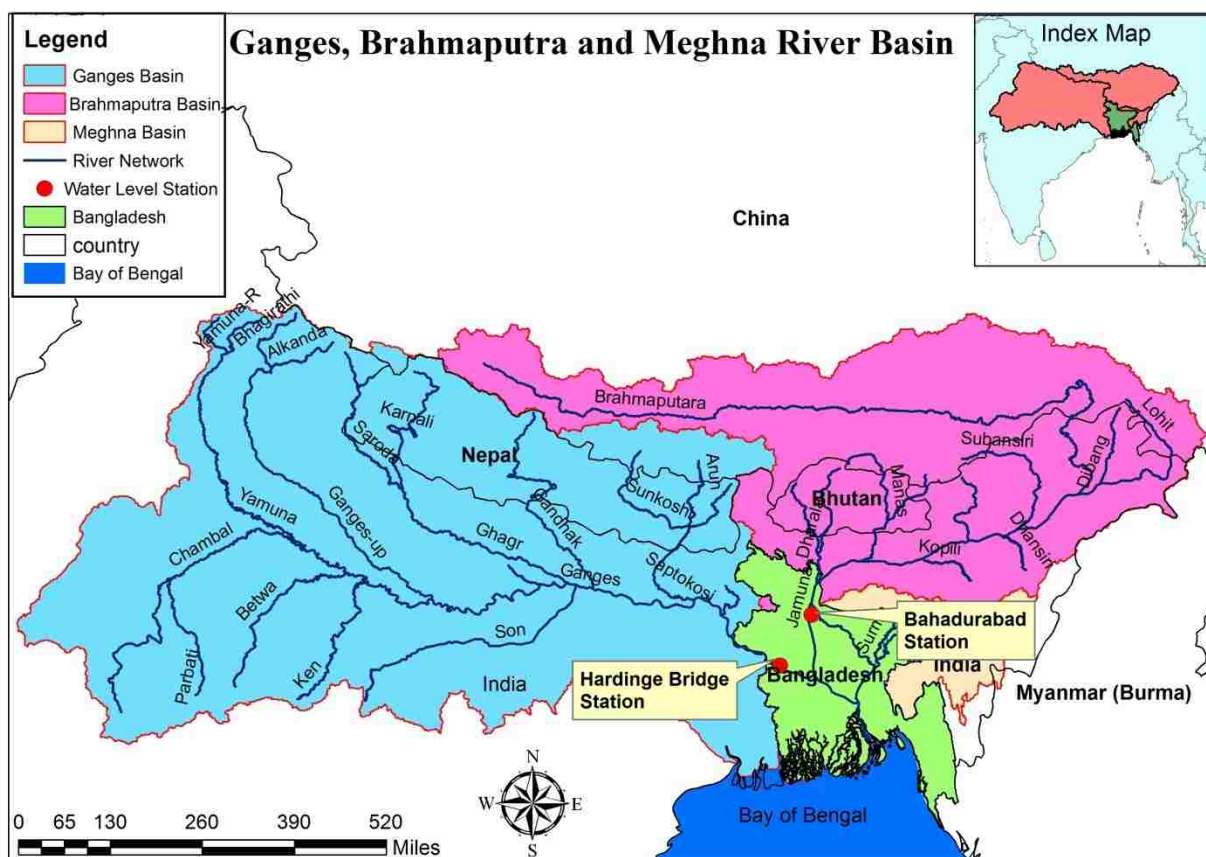 Legend
Ganges, Brahmaputra and Meghna River Basin
Index Map
Ganges Basin
Brahmaputra Basin
Meghna Basin
River Network
Water Level Station
Bangladesh
country
Bay of Bengal
China
Yamuna-R
Bhagirathi
Alkanda
Brahmaputara
Lohit
Karnali
Saroda
Nepal
Arun
Subansiri
Dibang
Sunkoshi
Bhutan
Manas
Yamuna
Ganges-up
Gandhak
Dharala
Dhansiri
Chambal
Ghagr
Kopili
Ganges
Saptokosi
Betwa
Jamuna
Son
Bahadurabad
Station
Parbati
Ken
India
Hardinge Bridge
Station
Bangladesh
India
Myanmar (Burma)
N
W E
S
Bay of Bengal
0 65 130 260 390 520
Miles